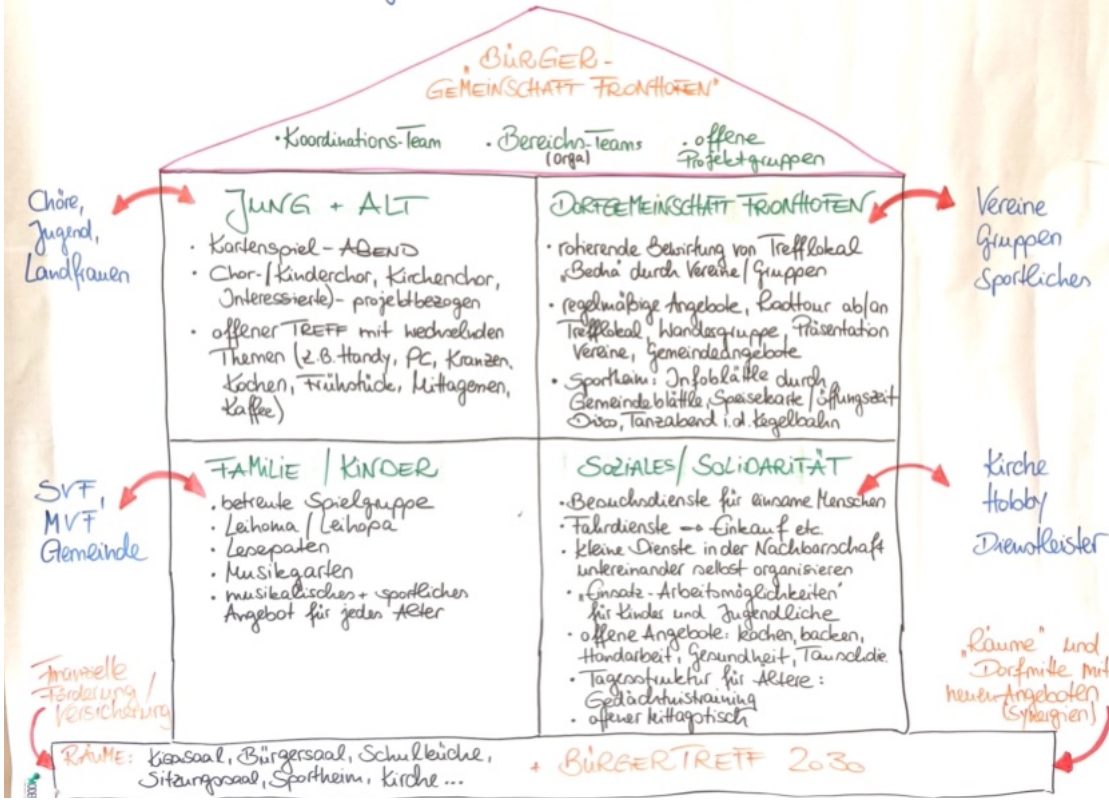 „BÜRGER-
GEMEINSCHAFT FRONHOFEN"
· Koordinations-Team
· Bereichs-Teams
(Orga)
· offene
Projektgruppen
Chöre,
Jugend,
Landfrauen
JUNG + ALT
· Kartenspiel - ABEND
· Chor-/Kinderchor, Kirchenchor,
Interessierte) - projektbezogen
· offener TREFF mit wechselnden
Themen (z.B. Handy, PC, Kranzen,
Kochen, Frühstück, Mittagessen,
Kaffee)
DORFGEMEINSCHAFT FRONHOFEN
· rotierende Bewirtung von Trefflokal
„Bedha" durch Vereine/Gruppen
· regelmäßige Angebote, Radtour ab/an
Trefflokal, Wandergruppe, Präsentation
Vereine, Gemeindeangebote
· Sportheim: Infoblättle durch
Gemeindeblättle, Speisekarte/Öffungszeit
Disco, Tanzabend i.d. Kegelbahn
Vereine
Gruppen
Sportliches
SVF,
MVF
Gemeinde
FAMILIE / KINDER
· betreute Spielgruppe
· Leihoma / Leihopa
· Lesepaten
· Musikgarten
· musikalisches + sportliches
Angebot für jedes Alter
SOZIALES / SOLIDARITÄT
· Besuchsdienste für einsame Menschen
· Fahrdienste → Einkauf etc.
· kleine Dienste in der Nachbarschaft
untereinander selbst organisieren
· „Einsatz-Arbeitsmöglichkeiten"
für Kinder und Jugendliche
· offene Angebote: kochen, backen,
Handarbeit, Gesundheit, Tauschdie.
· Tagesstruktur für Ältere:
Gedächtnistraining
· offener Mittagstisch
Kirche
Hobby
Dienstleister
Finanzielle
Förderung /
Versicherung
„Räume" und
Dorfmitte mit
neuen Angeboten
(Synergien)
RÄUME: Kigasaal, Bürgersaal, Schulküche,
Sitzungssaal, Sportheim, Kirche ...
+ BÜRGERTREFF 2030